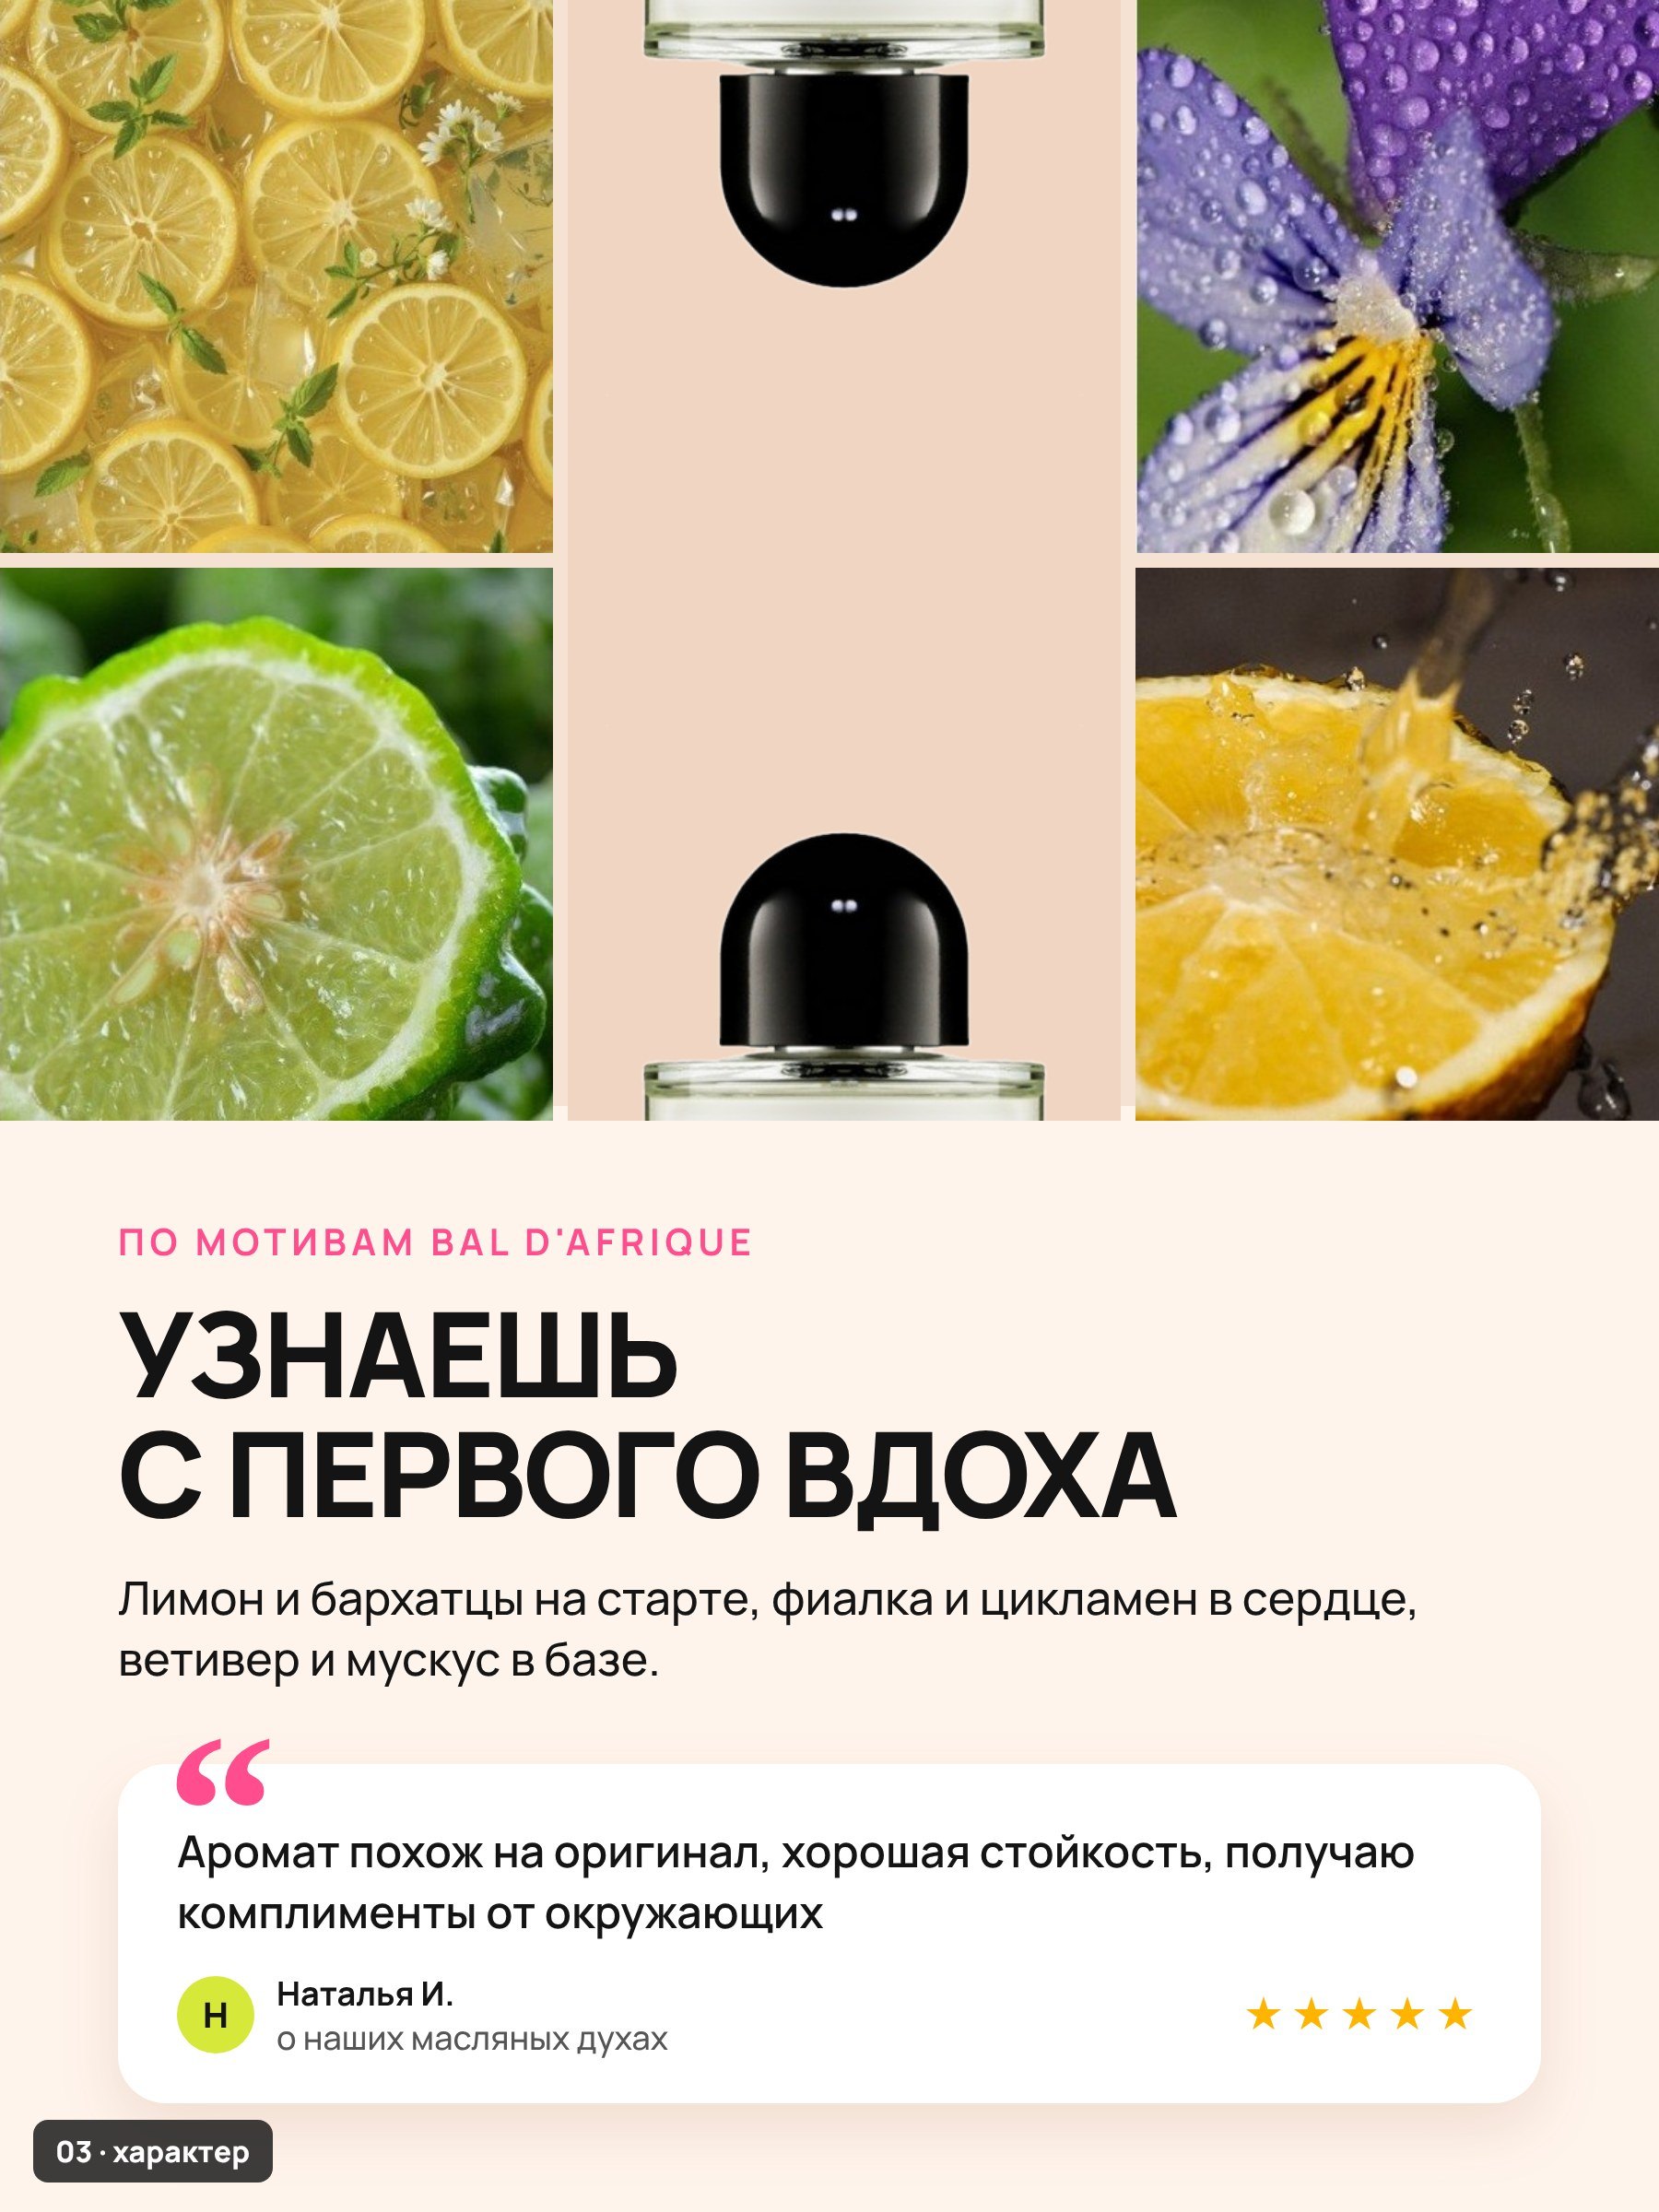 ПО МОТИВАМ BAL D'AFRIQUE
УЗНАЕШЬ
С ПЕРВОГО ВДОХА
Лимон и бархатцы на старте, фиалка и цикламен в сердце,
ветивер и мускус в базе.
“
Аромат похож на оригинал, хорошая стойкость, получаю
комплименты от окружающих
Н
Наталья И.
о наших масляных духах
★★★★★
03 · характер